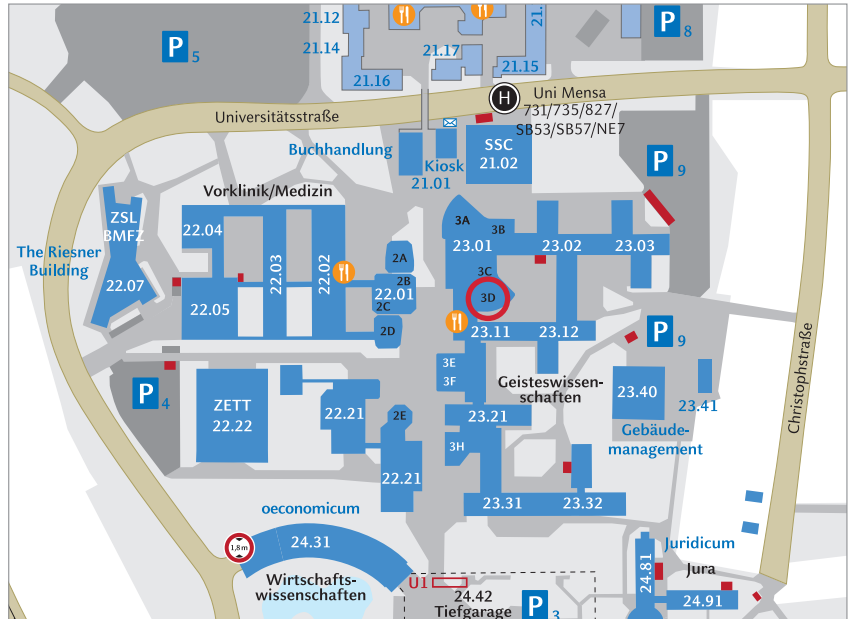 21.12
21.14
21.16
21.17
21.15
21.
P 5
P 8
H
Uni Mensa
731/735/827/
SB53/SB57/NE7
Universitätsstraße
Buchhandlung
Kiosk
21.01
SSC
21.02
P 9
Vorklinik/Medizin
ZSL
BMFZ
The Riesner
Building
22.07
22.04
22.03
22.02
22.05
2A
2B
22.01
2C
2D
3A
3B
23.01
23.02
23.03
3C
3D
23.11
23.12
P 9
3E
3F
Geisteswissen-
schaften
23.40
23.41
Gebäude-
management
Christophstraße
P 4
ZETT
22.22
22.21
2E
22.21
23.21
3H
23.31
23.32
oeconomicum
1,8m
24.31
Wirtschafts-
wissenschaften
U1
24.42
Tiefgarage
P 3
Juridicum
Jura
24.81
24.91